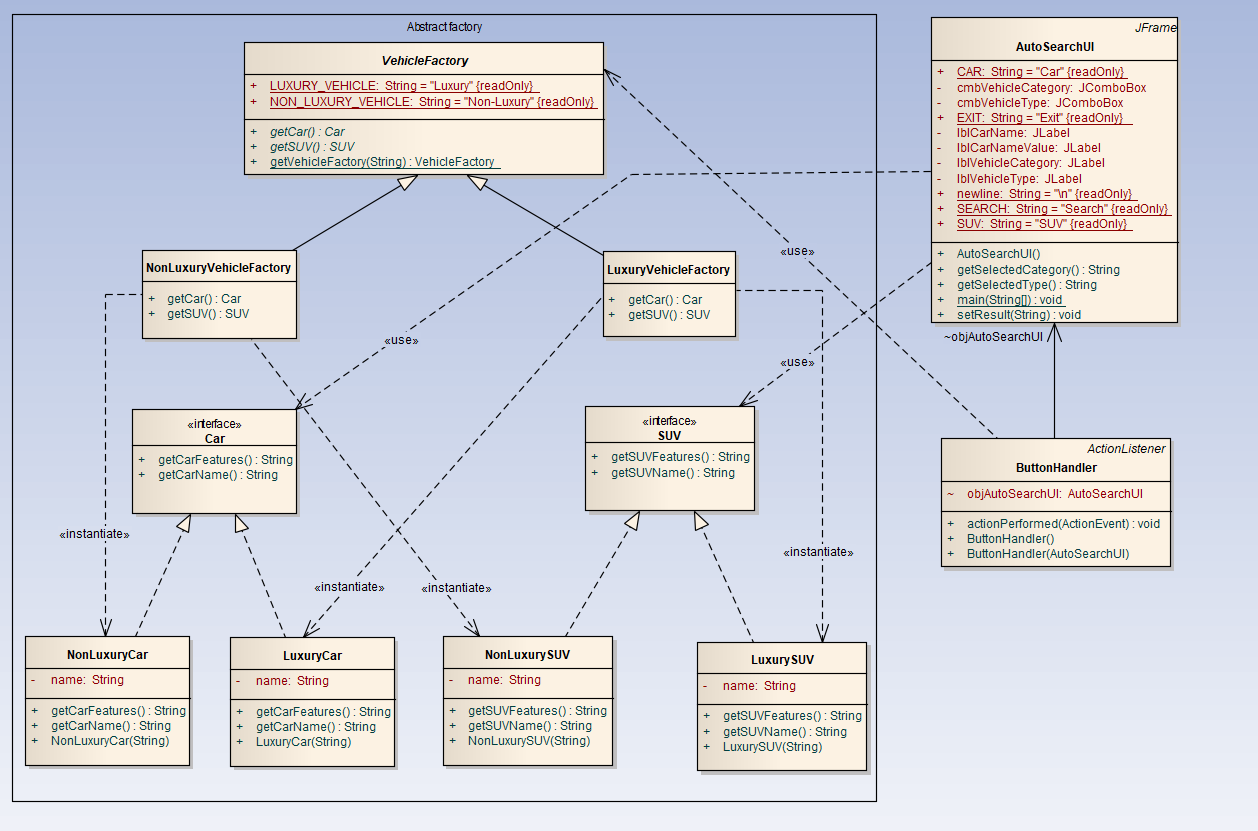 Abstract factory
VehicleFactory
+ LUXURY_VEHICLE: String = "Luxury" {readOnly}
+ NON_LUXURY_VEHICLE: String = "Non-Luxury" {readOnly}
+ getCar() : Car
+ getSUV() : SUV
+ getVehicleFactory(String) : VehicleFactory
JFrame
AutoSearchUI
+ CAR: String = "Car" {readOnly}
- cmbVehicleCategory: JComboBox
- cmbVehicleType: JComboBox
+ EXIT: String = "Exit" {readOnly}
- lblCarName: JLabel
- lblCarNameValue: JLabel
- lblVehicleCategory: JLabel
- lblVehicleType: JLabel
+ newline: String = "\n" {readOnly}
+ SEARCH: String = "Search" {readOnly}
+ SUV: String = "SUV" {readOnly}
+ AutoSearchUI()
+ getSelectedCategory() : String
+ getSelectedType() : String
+ main(String[]) : void
+ setResult(String) : void
NonLuxuryVehicleFactory
+ getCar() : Car
+ getSUV() : SUV
LuxuryVehicleFactory
+ getCar() : Car
+ getSUV() : SUV
«use»
«use»
«use»
~objAutoSearchUI
«interface»
Car
+ getCarFeatures() : String
+ getCarName() : String
«interface»
SUV
+ getSUVFeatures() : String
+ getSUVName() : String
ActionListener
ButtonHandler
~ objAutoSearchUI: AutoSearchUI
+ actionPerformed(ActionEvent) : void
+ ButtonHandler()
+ ButtonHandler(AutoSearchUI)
«instantiate»
«instantiate»
«instantiate»
«instantiate»
NonLuxuryCar
- name: String
+ getCarFeatures() : String
+ getCarName() : String
+ NonLuxuryCar(String)
LuxuryCar
- name: String
+ getCarFeatures() : String
+ getCarName() : String
+ LuxuryCar(String)
NonLuxurySUV
- name: String
+ getSUVFeatures() : String
+ getSUVName() : String
+ NonLuxurySUV(String)
LuxurySUV
- name: String
+ getSUVFeatures() : String
+ getSUVName() : String
+ LuxurySUV(String)